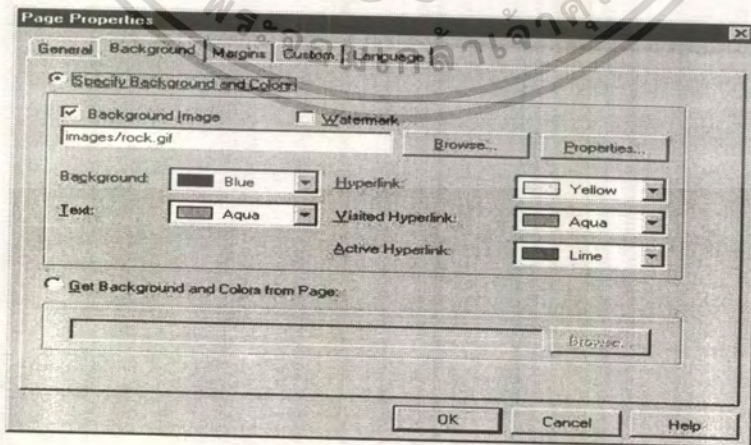 Page Properties
General Background Margins Custom Language
Specify Background and Colors
Background Image Watermark
images/rock.gif Browse... Properties...
Background: Blue Hyperlink: Yellow
Text: Aqua Visited Hyperlink: Aqua
Active Hyperlink: Lime
Get Background and Colors from Page:
Browse...
OK Cancel Help